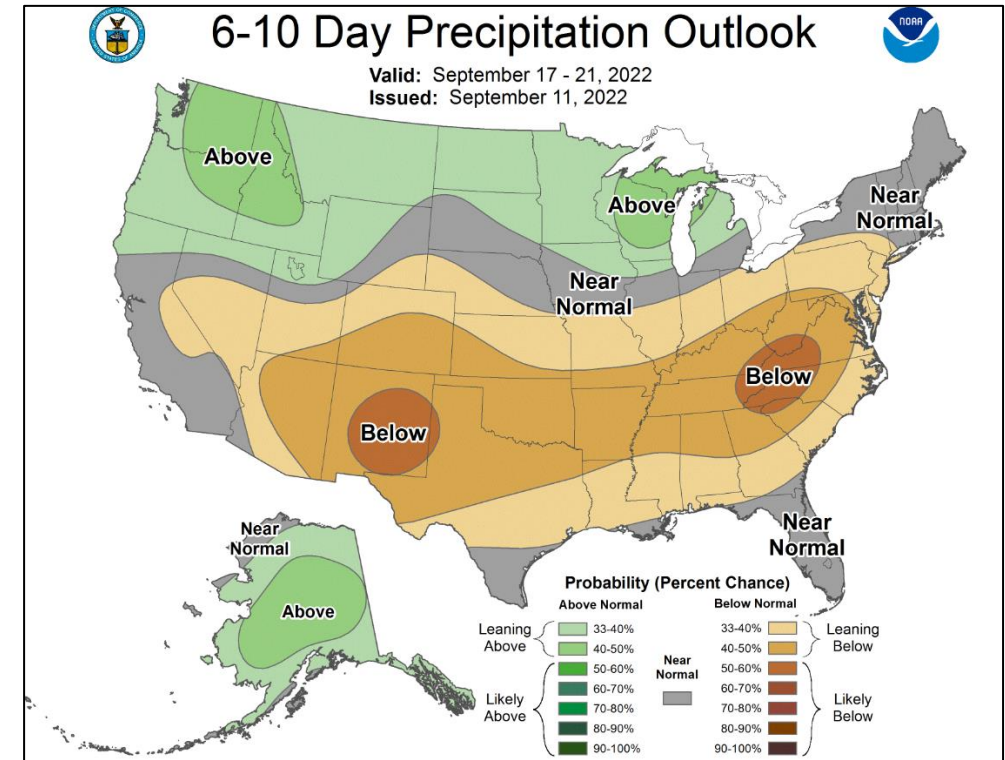 6-10 Day Precipitation Outlook
NOAA
Valid: September 17 - 21, 2022
Issued: September 11, 2022
Above
Above
Near
Normal
Near
Normal
Below
Below
Near
Normal
Near
Normal
Above
Probability (Percent Chance)
Above Normal
Below Normal
Leaning
Above
33-40%
40-50%
Likely
Above
50-60%
60-70%
70-80%
80-90%
90-100%
Near
Normal
33-40%
40-50%
Leaning
Below
50-60%
60-70%
70-80%
80-90%
90-100%
Likely
Below